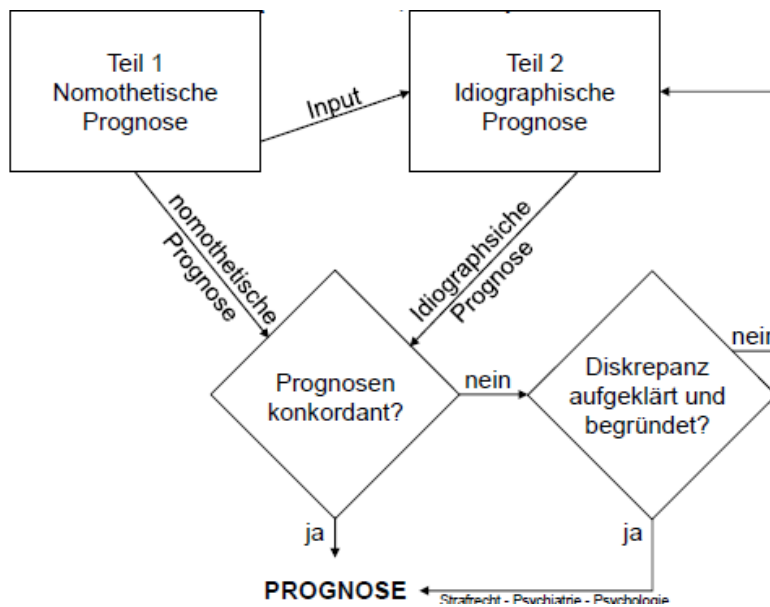 Teil 1
Nomothetische
Prognose
Input
Teil 2
Idiographische
Prognose
nomothetische
Prognose
Idiographsiche
Prognose
Prognosen
konkordant?
nein
Diskrepanz
aufgeklärt und
begründet?
nein
ja
ja
PROGNOSE
Strafrecht - Psychiatrie - Psychologie